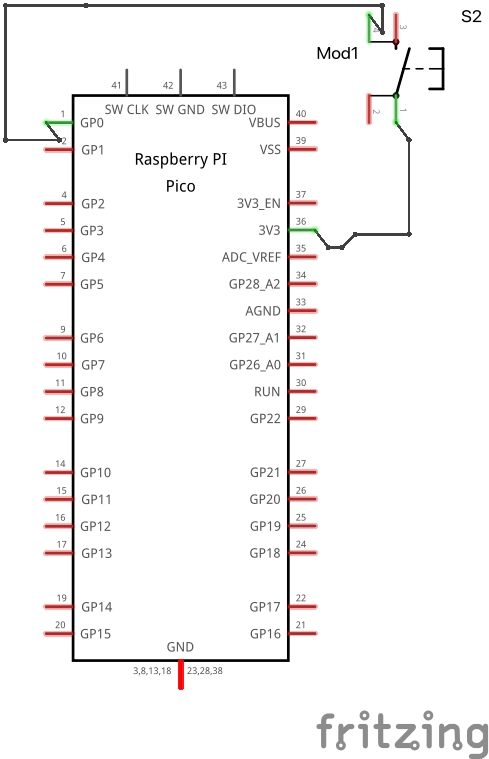 S2
Mod1
4
3
2
1
41
42
43
SW CLK
SW GND
SW DIO
1
GP0
VBUS
40
2
GP1
VSS
39
Raspberry PI
Pico
4
GP2
3V3_EN
37
5
GP3
3V3
36
6
GP4
ADC_VREF
35
7
GP5
GP28_A2
34
AGND
33
9
GP6
GP27_A1
32
10
GP7
GP26_A0
31
11
GP8
RUN
30
12
GP9
GP22
29
14
GP10
GP21
27
15
GP11
GP20
26
16
GP12
GP19
25
17
GP13
GP18
24
19
GP14
GP17
22
20
GP15
GP16
21
GND
3,8,13,18
23,28,38
fritzing